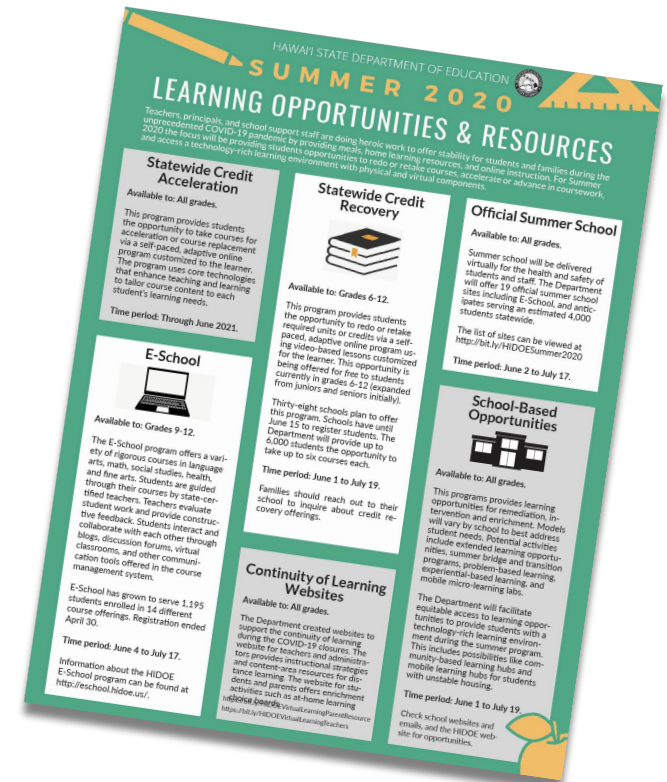 HAWAI'I STATE DEPARTMENT OF EDUCATION
SUMMER 2020
LEARNING OPPORTUNITIES & RESOURCES
Teachers, principals, and school support staff are doing heroic work to offer stability for students and families during the
unprecedented COVID-19 pandemic by providing meals, home learning resources, and online instruction. For Summer
2020 the focus will be providing students opportunities to redo or retake courses, accelerate or advance in coursework,
and access a technology-rich learning environment with physical and virtual components.
Statewide Credit
Acceleration
Available to: All grades.
This program provides students
the opportunity to take courses for
acceleration or course replacement
via a self-paced, adaptive online
program customized to the learner.
The program uses core technologies
that enhance teaching and learning
to tailor course content to each
student's learning needs.
Time period: Through June 2021.
E-School
Available to: Grades 9-12.
The E-School program offers a vari-
ety of rigorous courses in language
arts, math, social studies, health,
and fine arts. Students are guided
through their courses by state-cer-
tified teachers. Teachers evaluate
student work and provide construc-
tive feedback. Students interact and
collaborate with each other through
blogs, discussion forums, virtual
classrooms, and other communi-
cation tools offered in the course
management system.
E-School has grown to serve 1,195
students enrolled in 14 different
course offerings. Registration ended
April 30.
Time period: June 4 to July 17.
Information about the HIDOE
E-School program can be found at
http://eschool.hidoe.us/.
Statewide Credit
Recovery
Available to: Grades 6-12.
This program provides students
the opportunity to redo or retake
required units or credits via a self-
paced, adaptive online program us-
ing video-based lessons customized
for the learner. This opportunity is
being offered for free to students
currently in grades 6-12 (expanded
from juniors and seniors initially).
Thirty-eight schools plan to offer
this program. Schools have until
June 15 to register students. The
Department will provide up to
6,000 students the opportunity to
take up to six courses each.
Time period: June 1 to July 19.
Families should reach out to their
school to inquire about credit re-
covery offerings.
Continuity of Learning
Websites
Available to: All grades.
The Department created websites to
support the continuity of learning
during the COVID-19 closures. The
website for teachers and administra-
tors provides instructional strategies
and content-area resources for dis-
tance learning. The website for stu-
dents and parents offers enrichment
activities such as at-home learning
choice boards.
https://bit.ly/HIDOEVirtualLearningParentResource
https://bit.ly/HIDOEVirtualLearningTeachers
Official Summer School
Available to: All grades.
Summer school will be delivered
virtually for the health and safety of
students and staff. The Department
will offer 19 official summer school
sites including E-School, and antic-
ipates serving an estimated 4,000
students statewide.
The list of sites can be viewed at
http://bit.ly/HIDOESummer2020
Time period: June 2 to July 17.
School-Based
Opportunities
Available to: All grades.
This programs provides learning
opportunities for remediation, in-
tervention and enrichment. Models
will vary by school to best address
student needs. Potential activities
include extended learning opportu-
nities, summer bridge and transition
programs, problem-based learning,
experiential-based learning, and
mobile micro-learning labs.
The Department will facilitate
equitable access to learning oppor-
tunities to provide students with a
technology-rich learning environ-
ment during the summer program.
This includes possibilities like com-
munity-based learning hubs and
mobile learning hubs for students
with unstable housing.
Time period: June 1 to July 19.
Check school websites and
emails, and the HIDOE web-
site for opportunities.